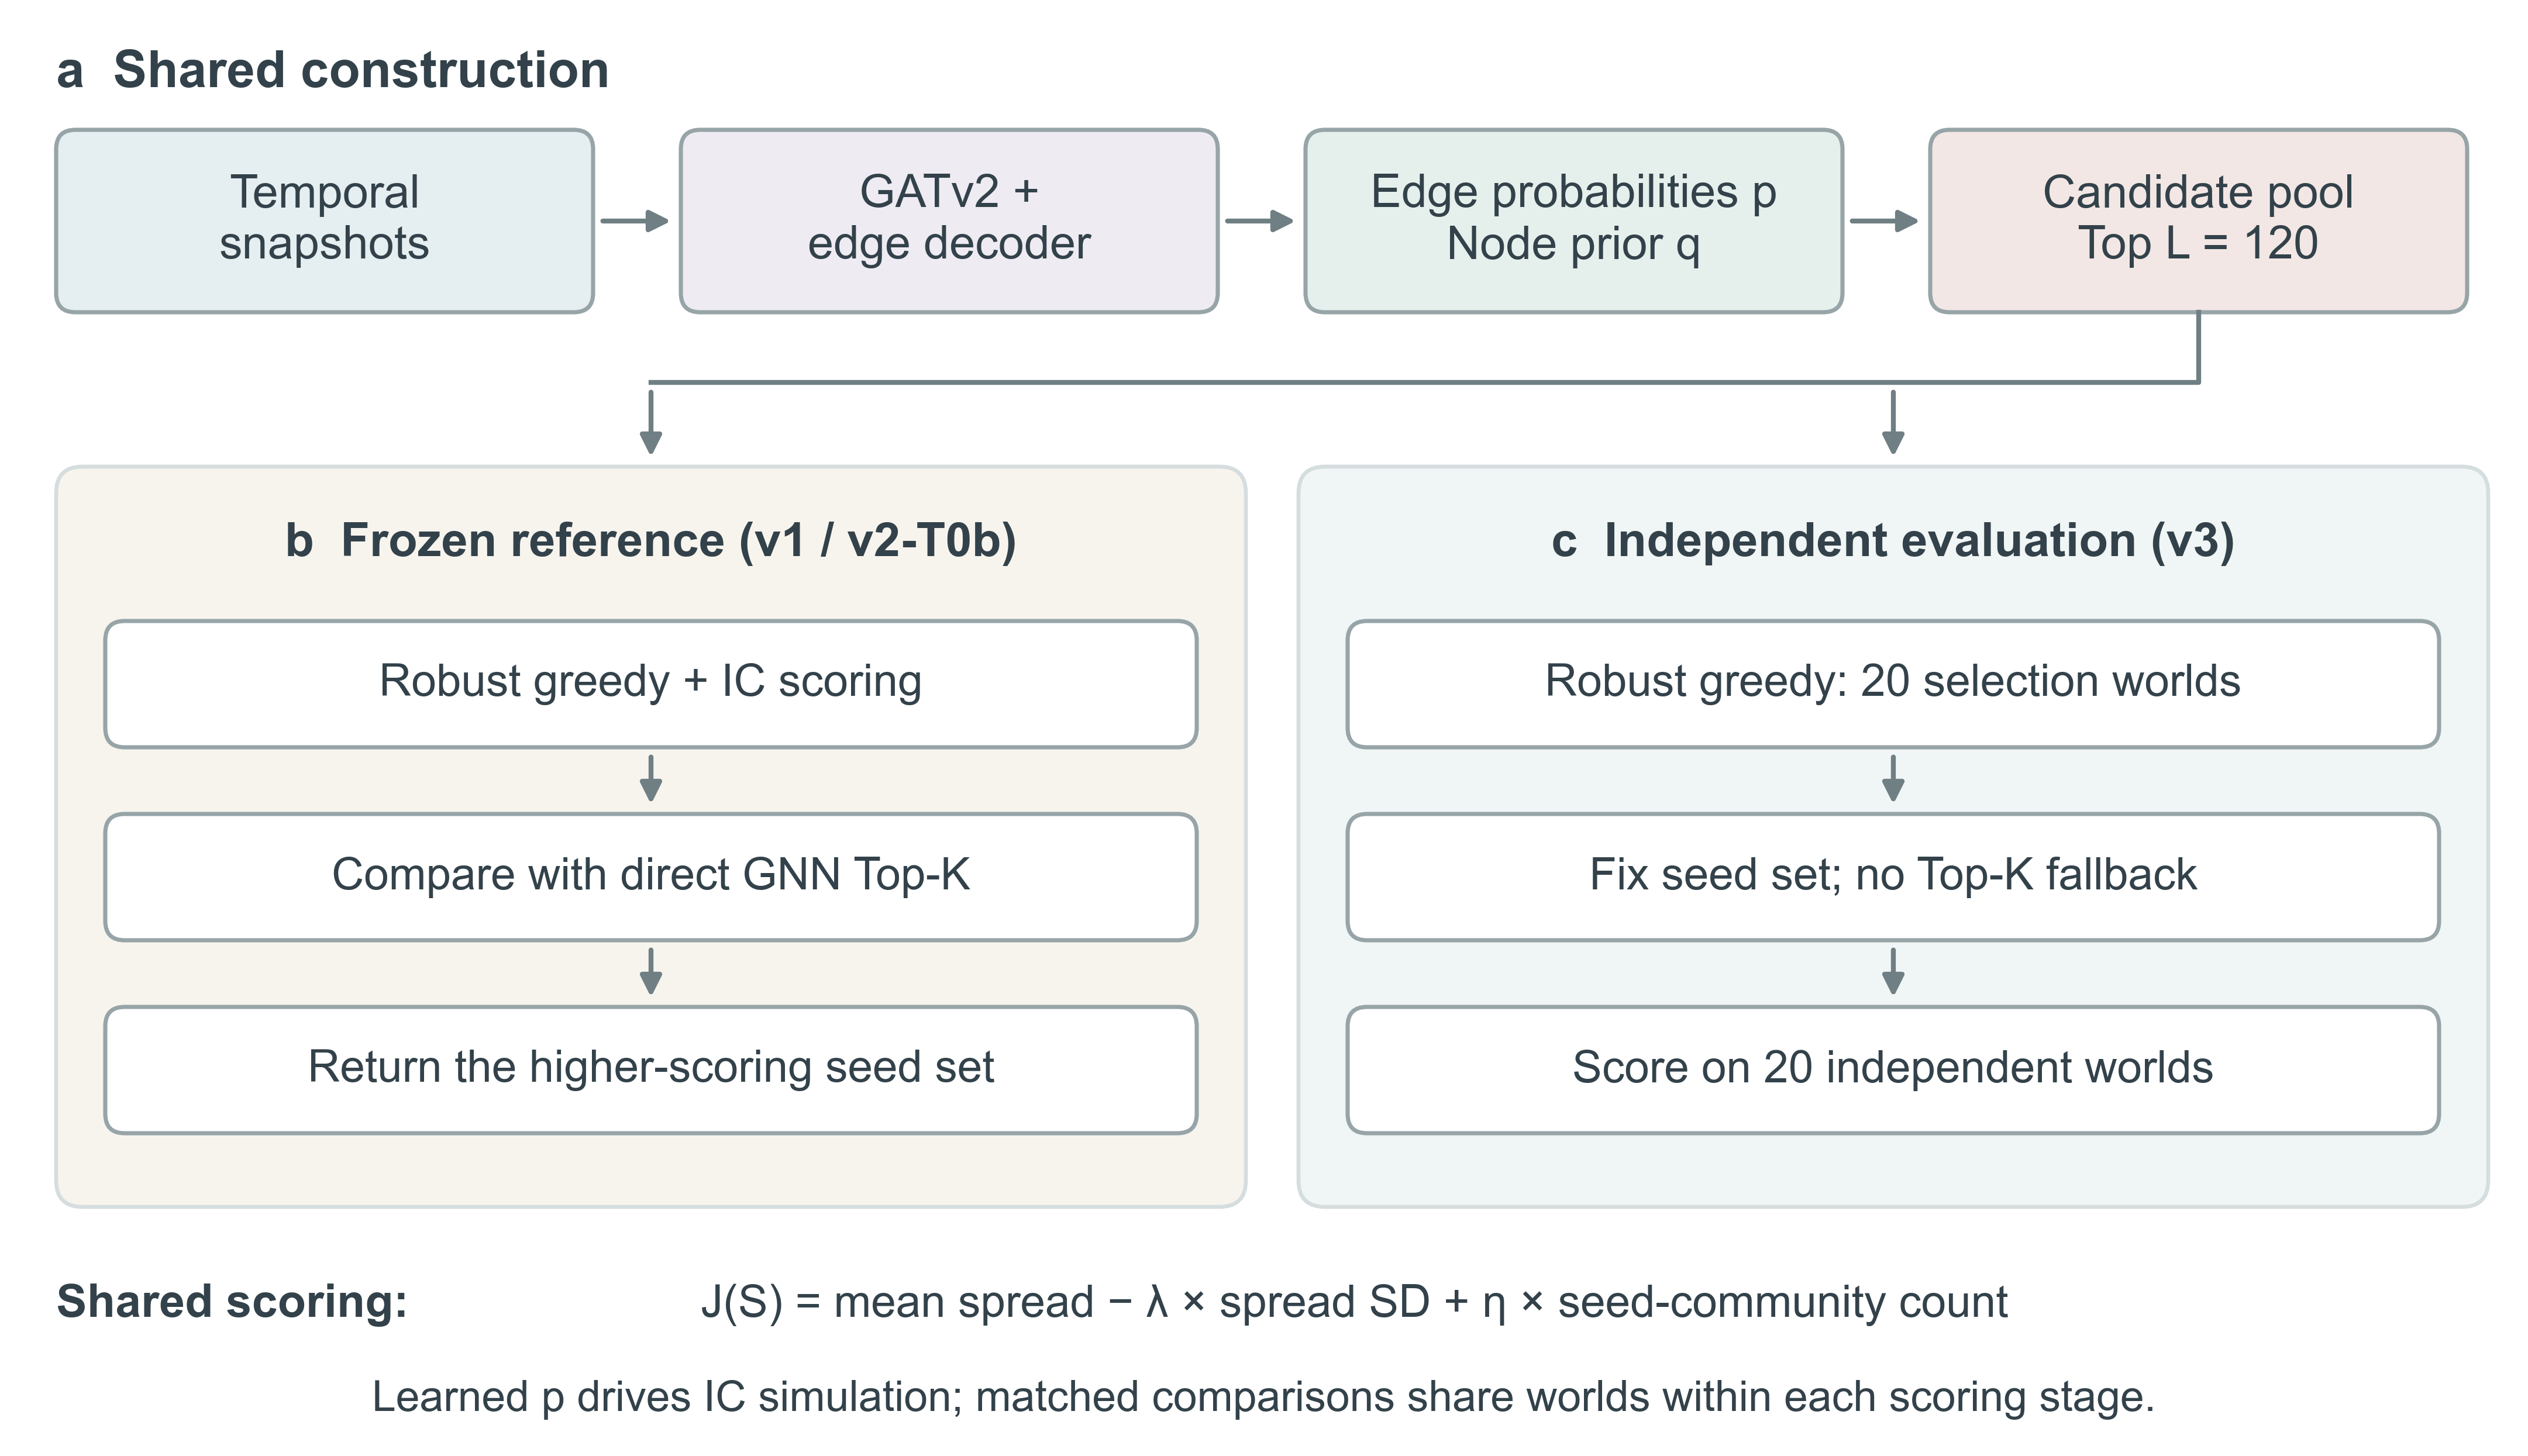 a Shared construction
Temporal
snapshots
GATv2 +
edge decoder
Edge probabilities p
Node prior q
Candidate pool
Top L = 120
b Frozen reference (v1 / v2-T0b)
Robust greedy + IC scoring
Compare with direct GNN Top-K
Return the higher-scoring seed set
c Independent evaluation (v3)
Robust greedy: 20 selection worlds
Fix seed set; no Top-K fallback
Score on 20 independent worlds
Shared scoring: J(S) = mean spread − λ × spread SD + η × seed-community count
Learned p drives IC simulation; matched comparisons share worlds within each scoring stage.